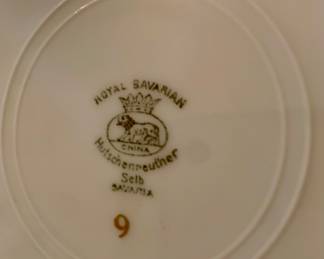 ROYAL BAVARIAN
CHINA
Hutschenreuther
Selb
BAVARIA
9